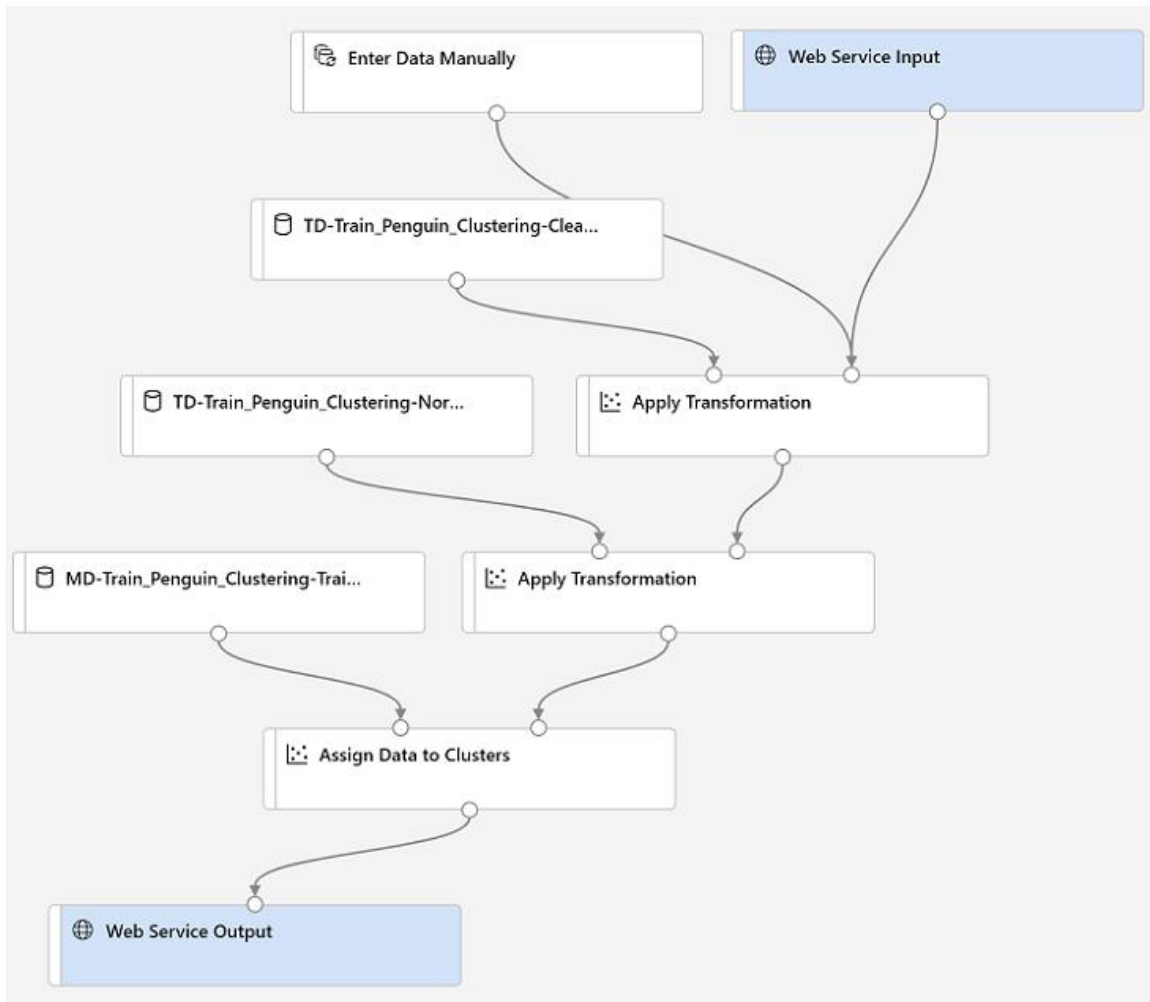 Enter Data Manually
Web Service Input
TD-Train_Penguin_Clustering-Clea...
TD-Train_Penguin_Clustering-Nor...
Apply Transformation
MD-Train_Penguin_Clustering-Trai...
Apply Transformation
Assign Data to Clusters
Web Service Output